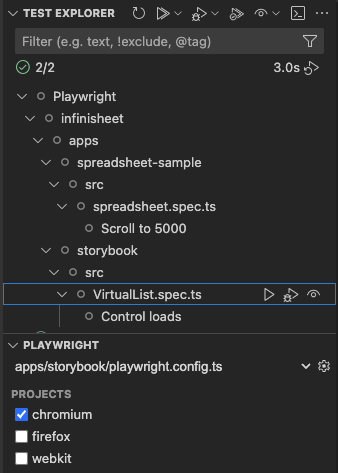 TEST EXPLORER
Filter (e.g. text, !exclude, @tag)
2/2 3.0s
Playwright
infinisheet
apps
spreadsheet-sample
src
spreadsheet.spec.ts
Scroll to 5000
storybook
src
VirtualList.spec.ts
Control loads
PLAYWRIGHT
apps/storybook/playwright.config.ts
PROJECTS
chromium
firefox
webkit